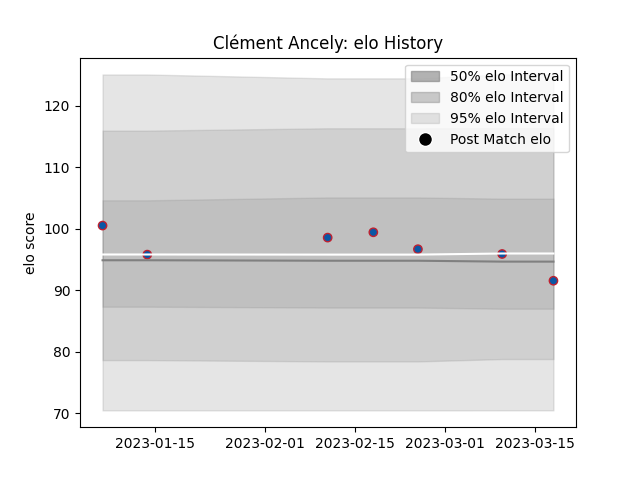 Clément Ancely: elo History
50% elo Interval
80% elo Interval
95% elo Interval
Post Match elo
elo score
120
110
100
90
80
70
2023-01-15
2023-02-01
2023-02-15
2023-03-01
2023-03-15